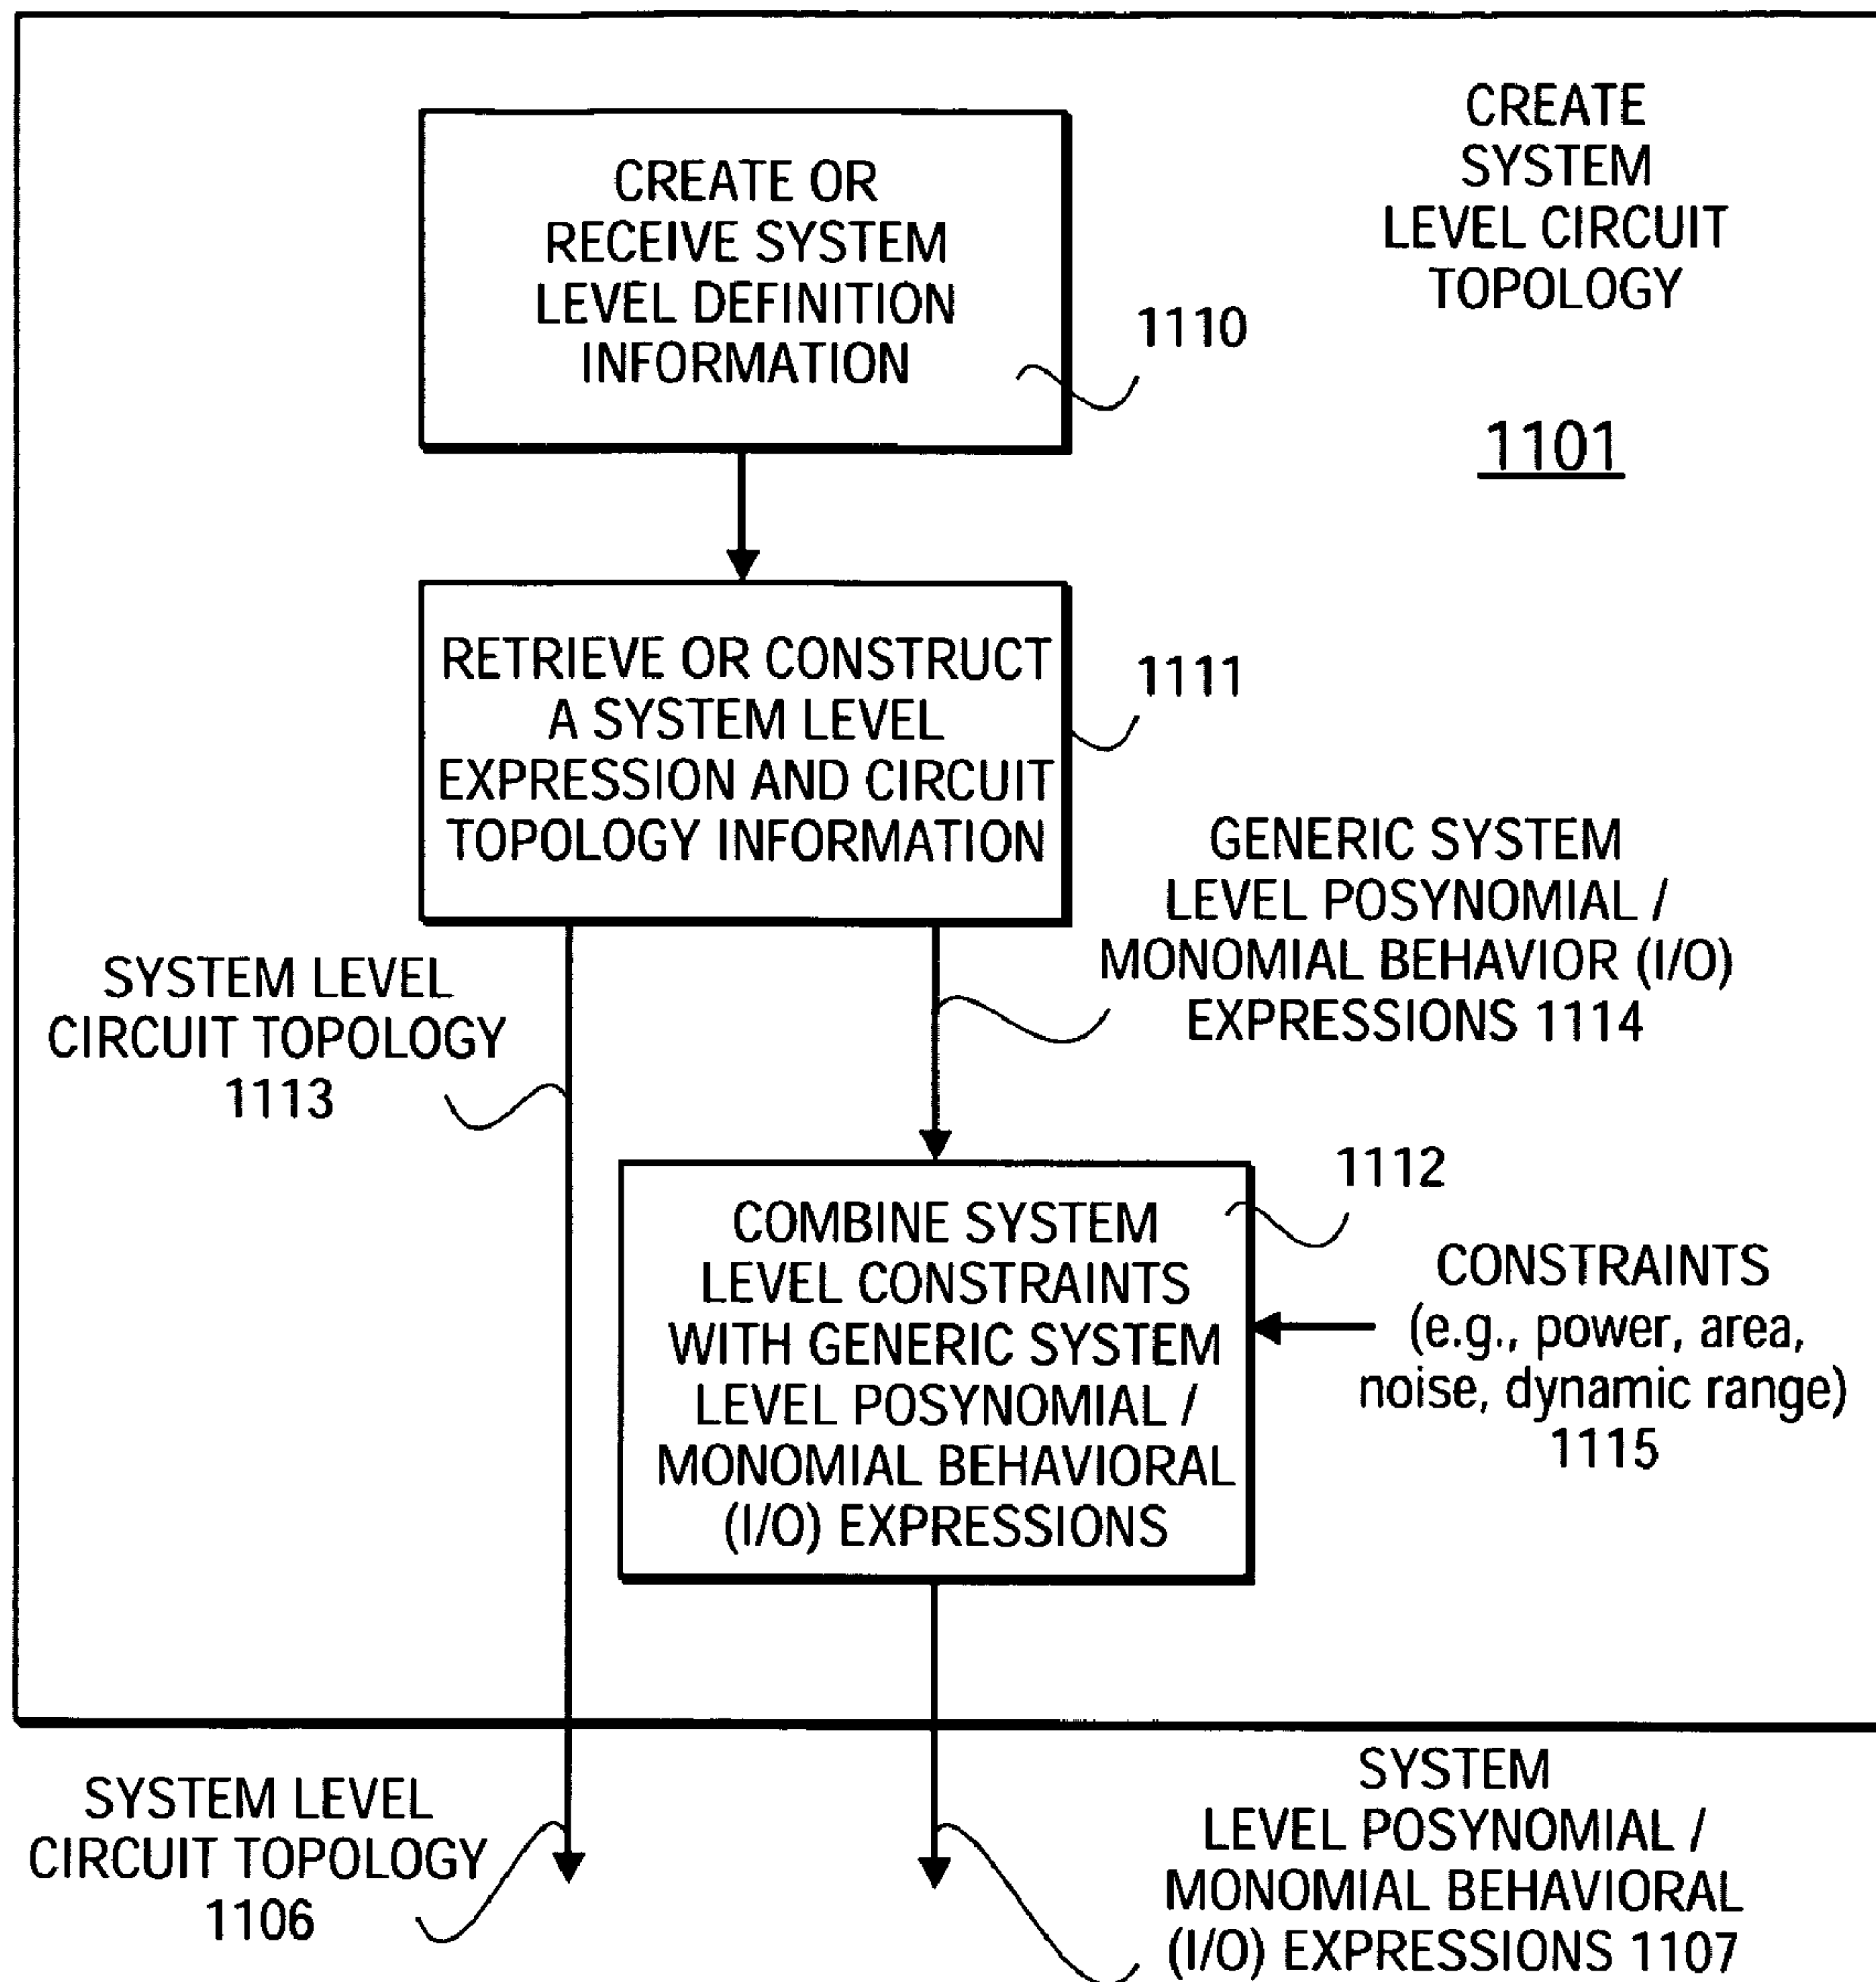 CREATE
SYSTEM
LEVEL CIRCUIT
TOPOLOGY
1101
CREATE OR
RECEIVE SYSTEM
LEVEL DEFINITION
INFORMATION
1110
RETRIEVE OR CONSTRUCT
A SYSTEM LEVEL
EXPRESSION AND CIRCUIT
TOPOLOGY INFORMATION
1111
GENERIC SYSTEM
LEVEL POSYNOMIAL /
MONOMIAL BEHAVIOR (I/O)
EXPRESSIONS 1114
SYSTEM LEVEL
CIRCUIT TOPOLOGY
1113
1112
COMBINE SYSTEM
LEVEL CONSTRAINTS
WITH GENERIC SYSTEM
LEVEL POSYNOMIAL /
MONOMIAL BEHAVIORAL
(I/O) EXPRESSIONS
CONSTRAINTS
(e.g., power, area,
noise, dynamic range)
1115
SYSTEM LEVEL
CIRCUIT TOPOLOGY
1106
SYSTEM
LEVEL POSYNOMIAL /
MONOMIAL BEHAVIORAL
(I/O) EXPRESSIONS 1107